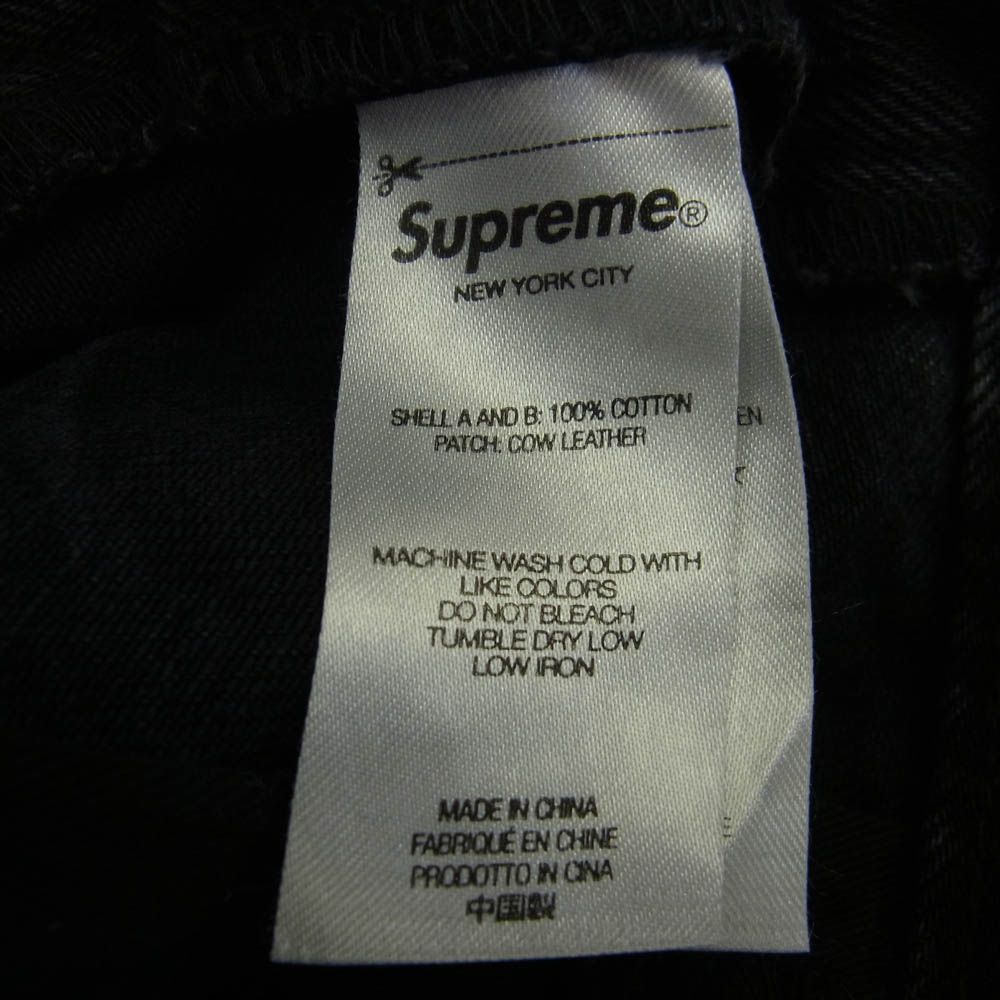 Supreme®
NEW YORK CITY
SHELL A AND B: 100% COTTON
PATCH: COW LEATHER
MACHINE WASH COLD WITH
LIKE COLORS
DO NOT BLEACH
TUMBLE DRY LOW
LOW IRON
MADE IN CHINA
FABRIQUÉ EN CHINE
PRODOTTO IN CINA
中国製
EN